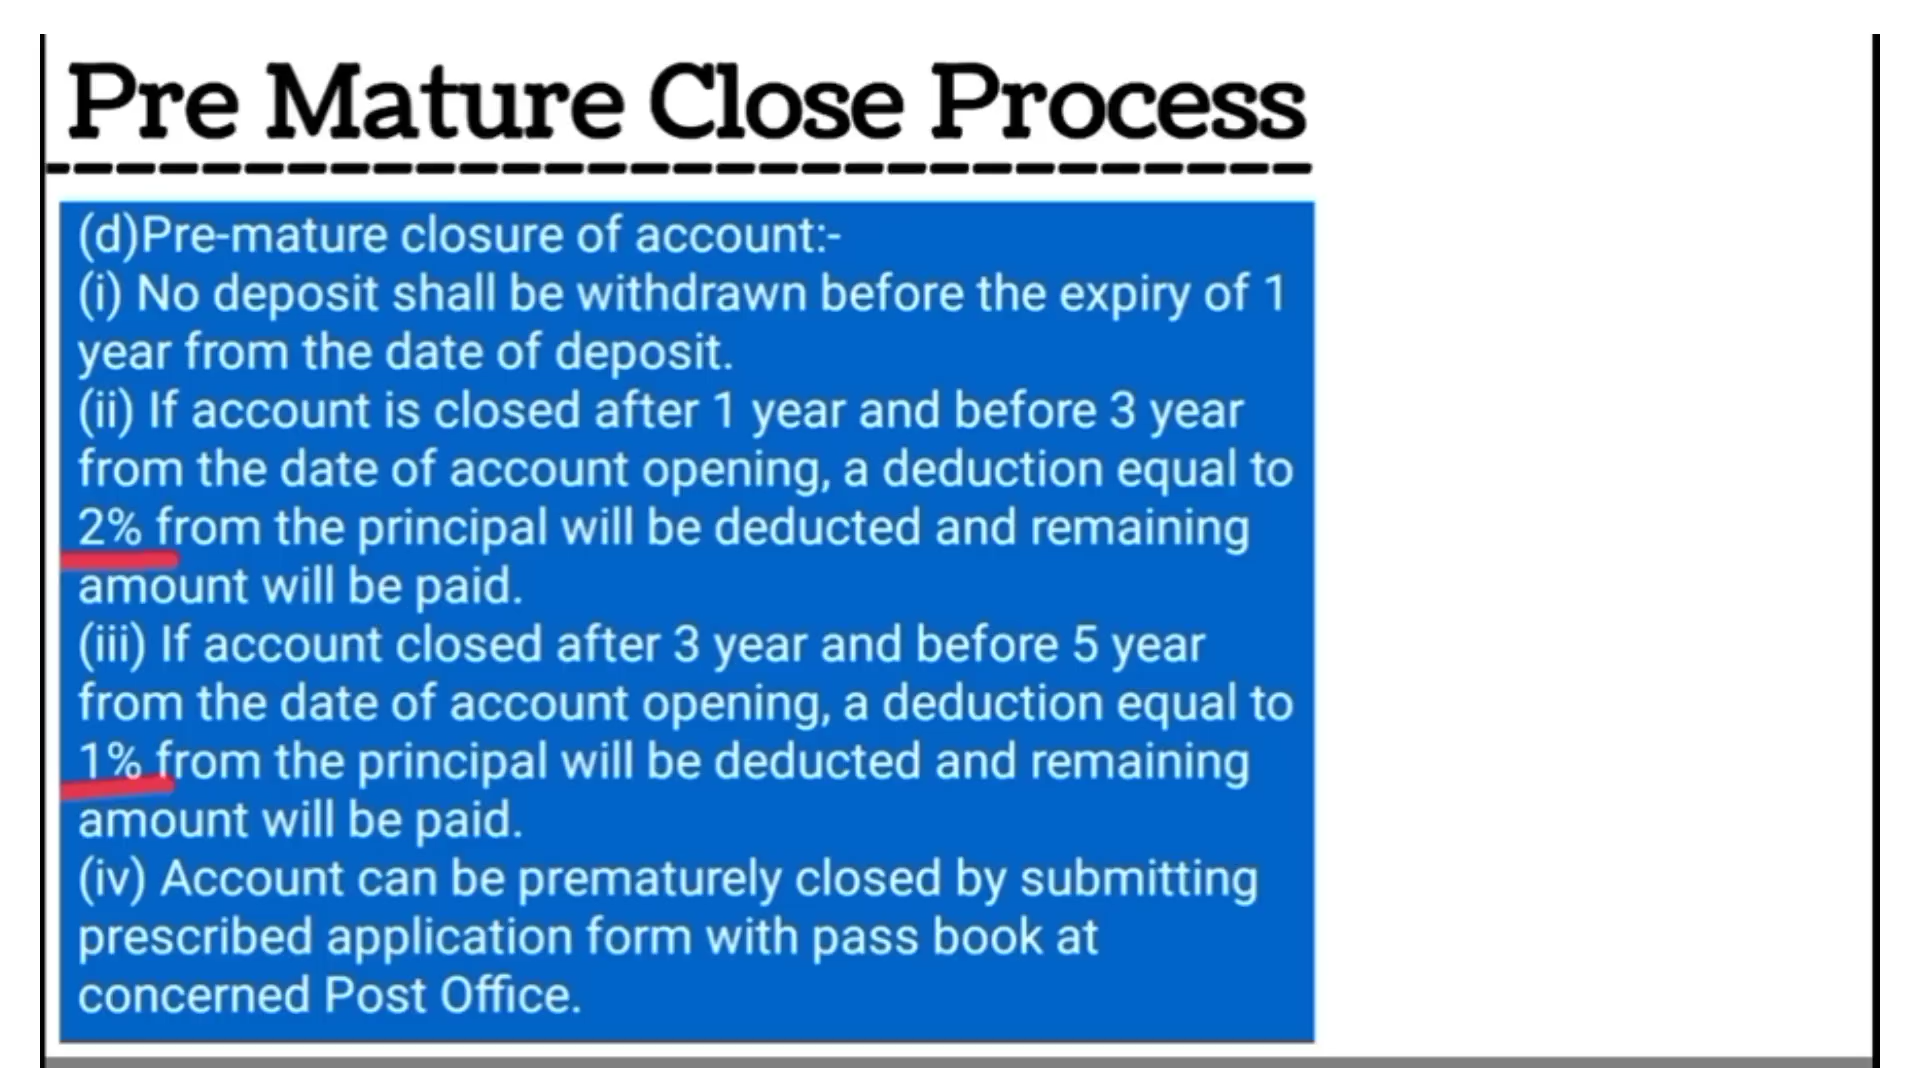 Pre Mature Close Process
(d)Pre-mature closure of account:-
(i) No deposit shall be withdrawn before the expiry of 1
year from the date of deposit.
(ii) If account is closed after 1 year and before 3 year
from the date of account opening, a deduction equal to
2% from the principal will be deducted and remaining
amount will be paid.
(iii) If account closed after 3 year and before 5 year
from the date of account opening, a deduction equal to
1% from the principal will be deducted and remaining
amount will be paid.
(iv) Account can be prematurely closed by submitting
prescribed application form with pass book at
concerned Post Office.